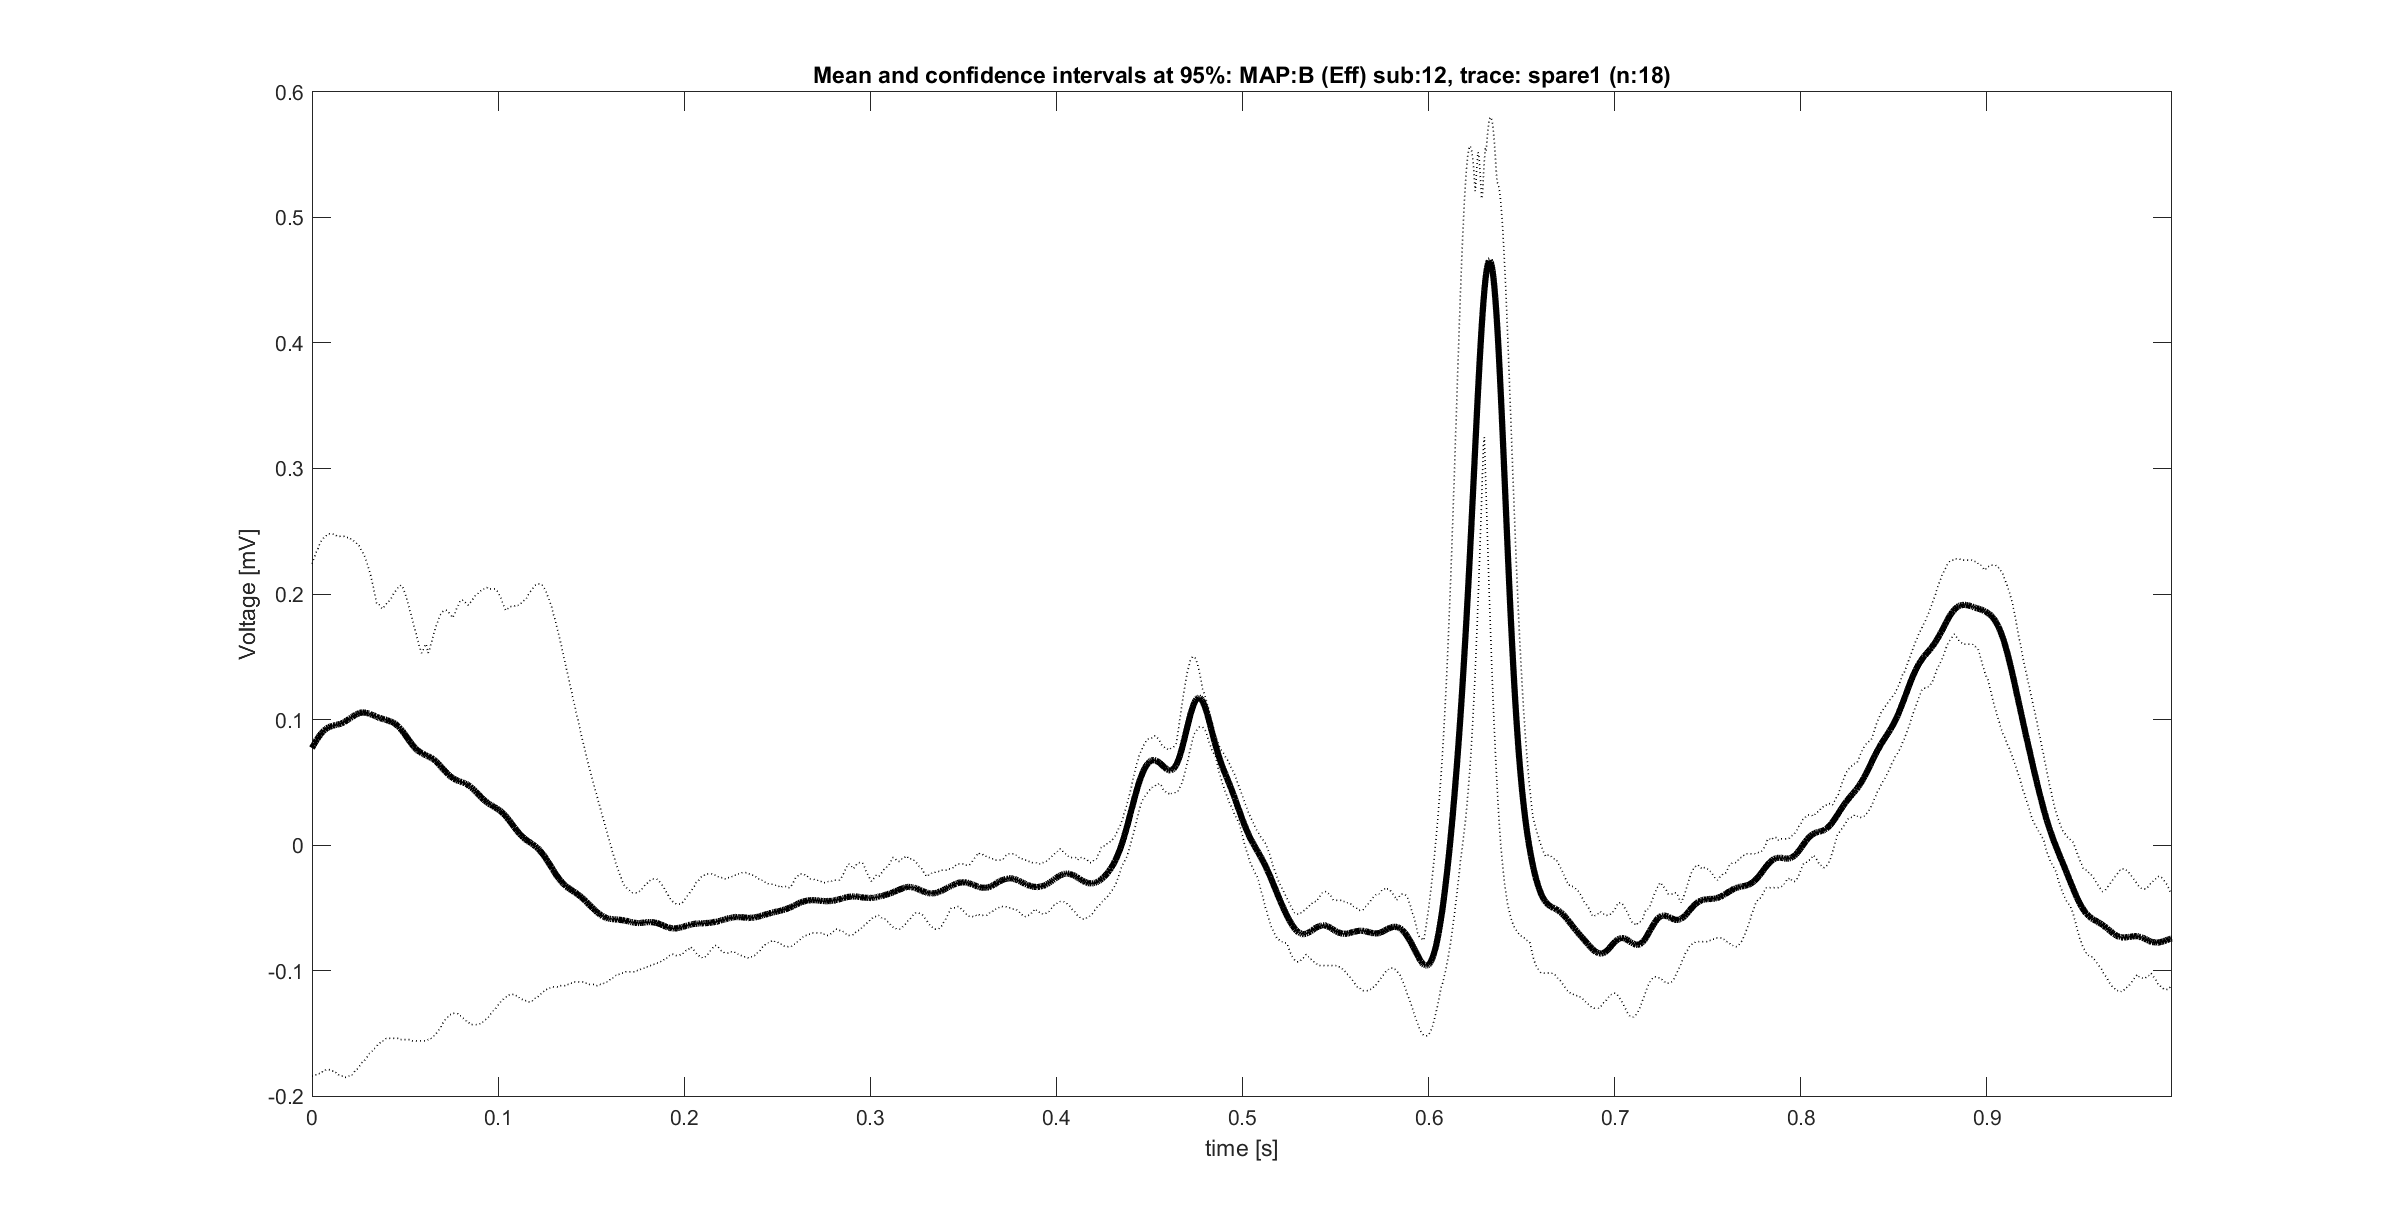 Mean and confidence intervals at 95%: MAP:B (Eff) sub:12, trace: spare1 (n:18)
0.6
0.5
0.4
0.3
0.2
0.1
0
-0.1
-0.2
Voltage [mV]
0 0.1 0.2 0.3 0.4 0.5 0.6 0.7 0.8 0.9
time [s]